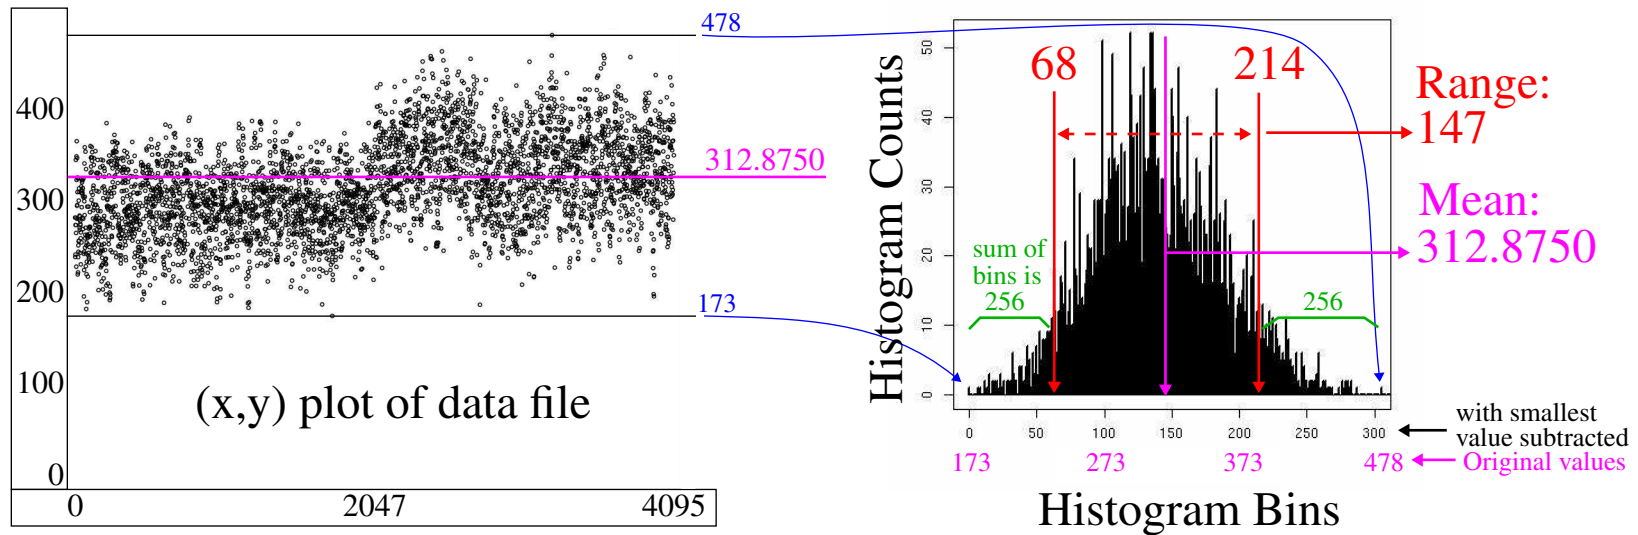 478
400
312.8750
300
200
173
100
(x,y) plot of data file
0
0 2047 4095
Histogram Counts
50
40
30
20
10
0
68
214
Range:
147
Mean:
312.8750
sum of
bins is
256
256
0 50 100 150 200 250 300
with smallest
value subtracted
173 273 373 478
Original values
Histogram Bins